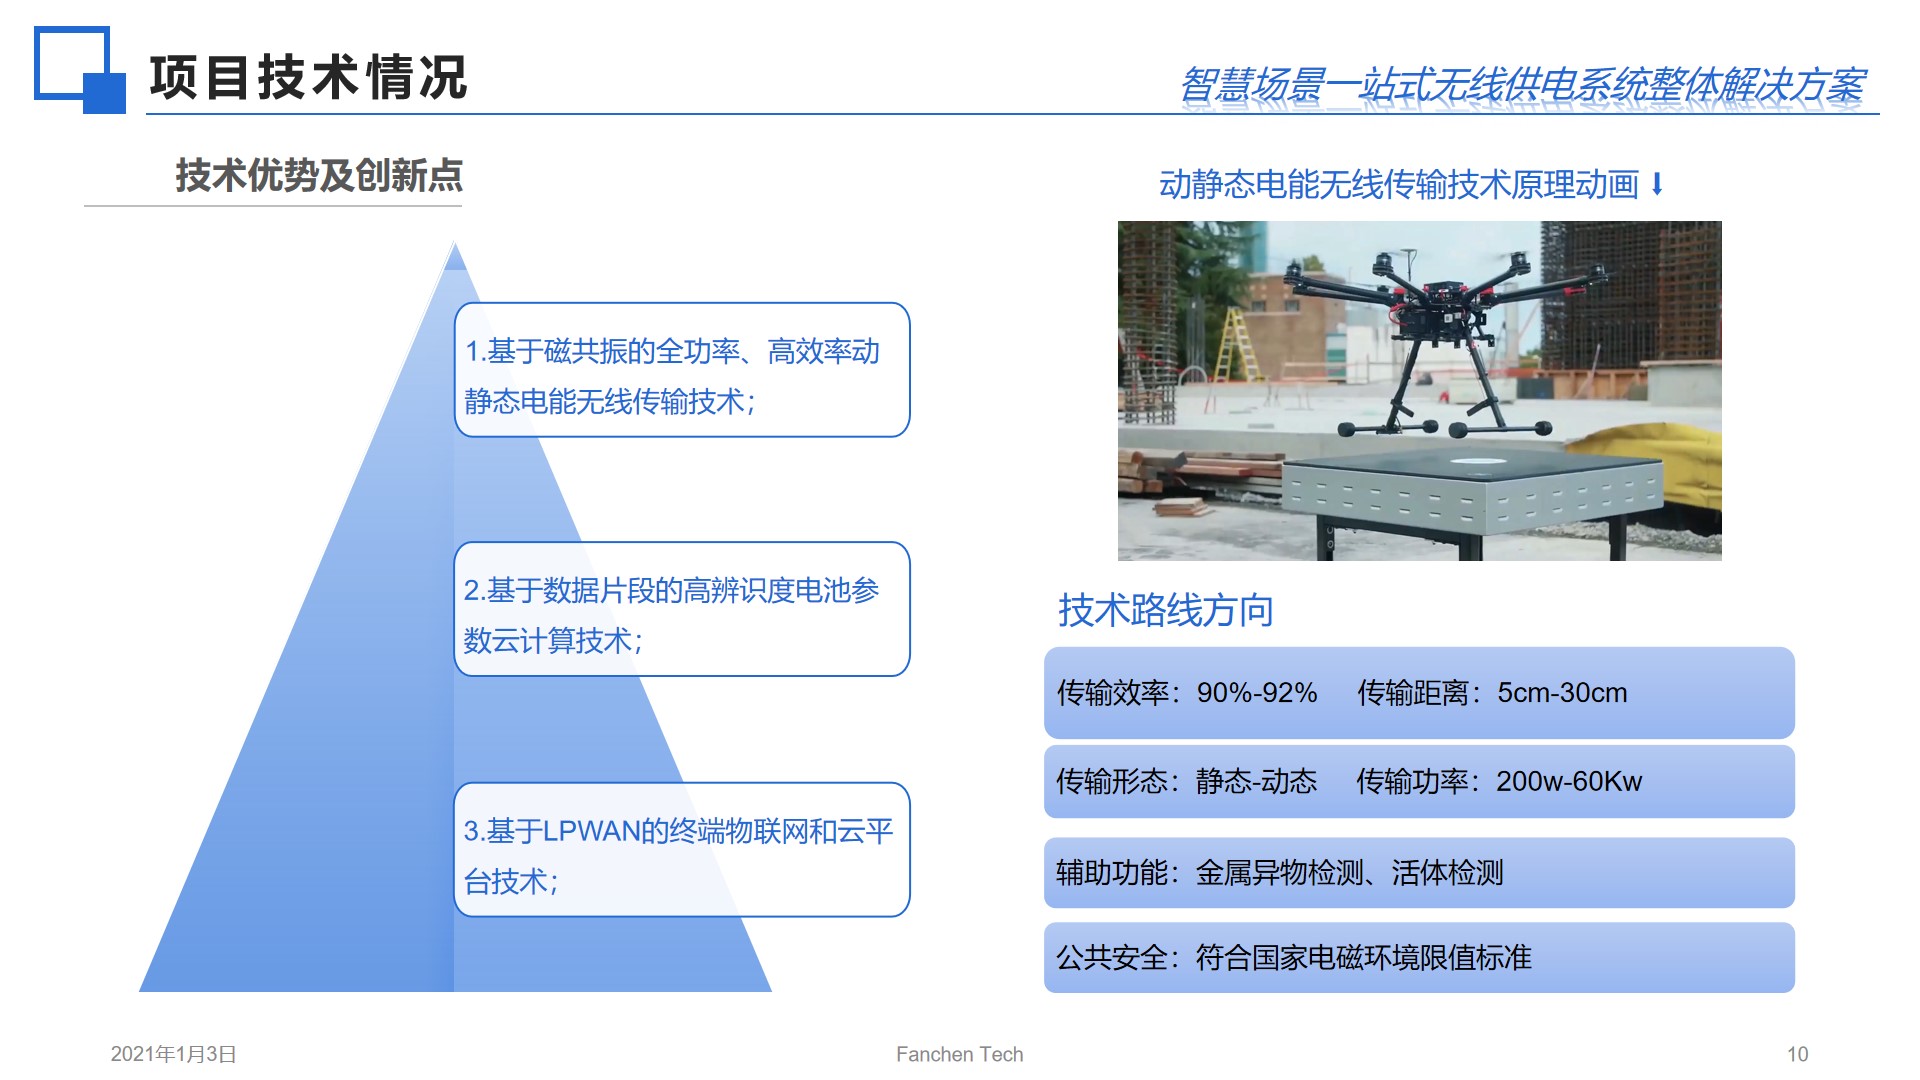 项目技术情况
智慧场景一站式无线供电系统整体解决方案
技术优势及创新点
1.基于磁共振的全功率、高效率动
静态电能无线传输技术；
2.基于数据片段的高辨识度电池参
数云计算技术；
3.基于LPWAN的终端物联网和云平
台技术；
动静态电能无线传输技术原理动画
技术路线方向
传输效率：90%-92% 传输距离：5cm-30cm
传输形态：静态-动态 传输功率：200w-60Kw
辅助功能：金属异物检测、活体检测
公共安全：符合国家电磁环境限值标准
2021年1月3日
Fanchen Tech
10